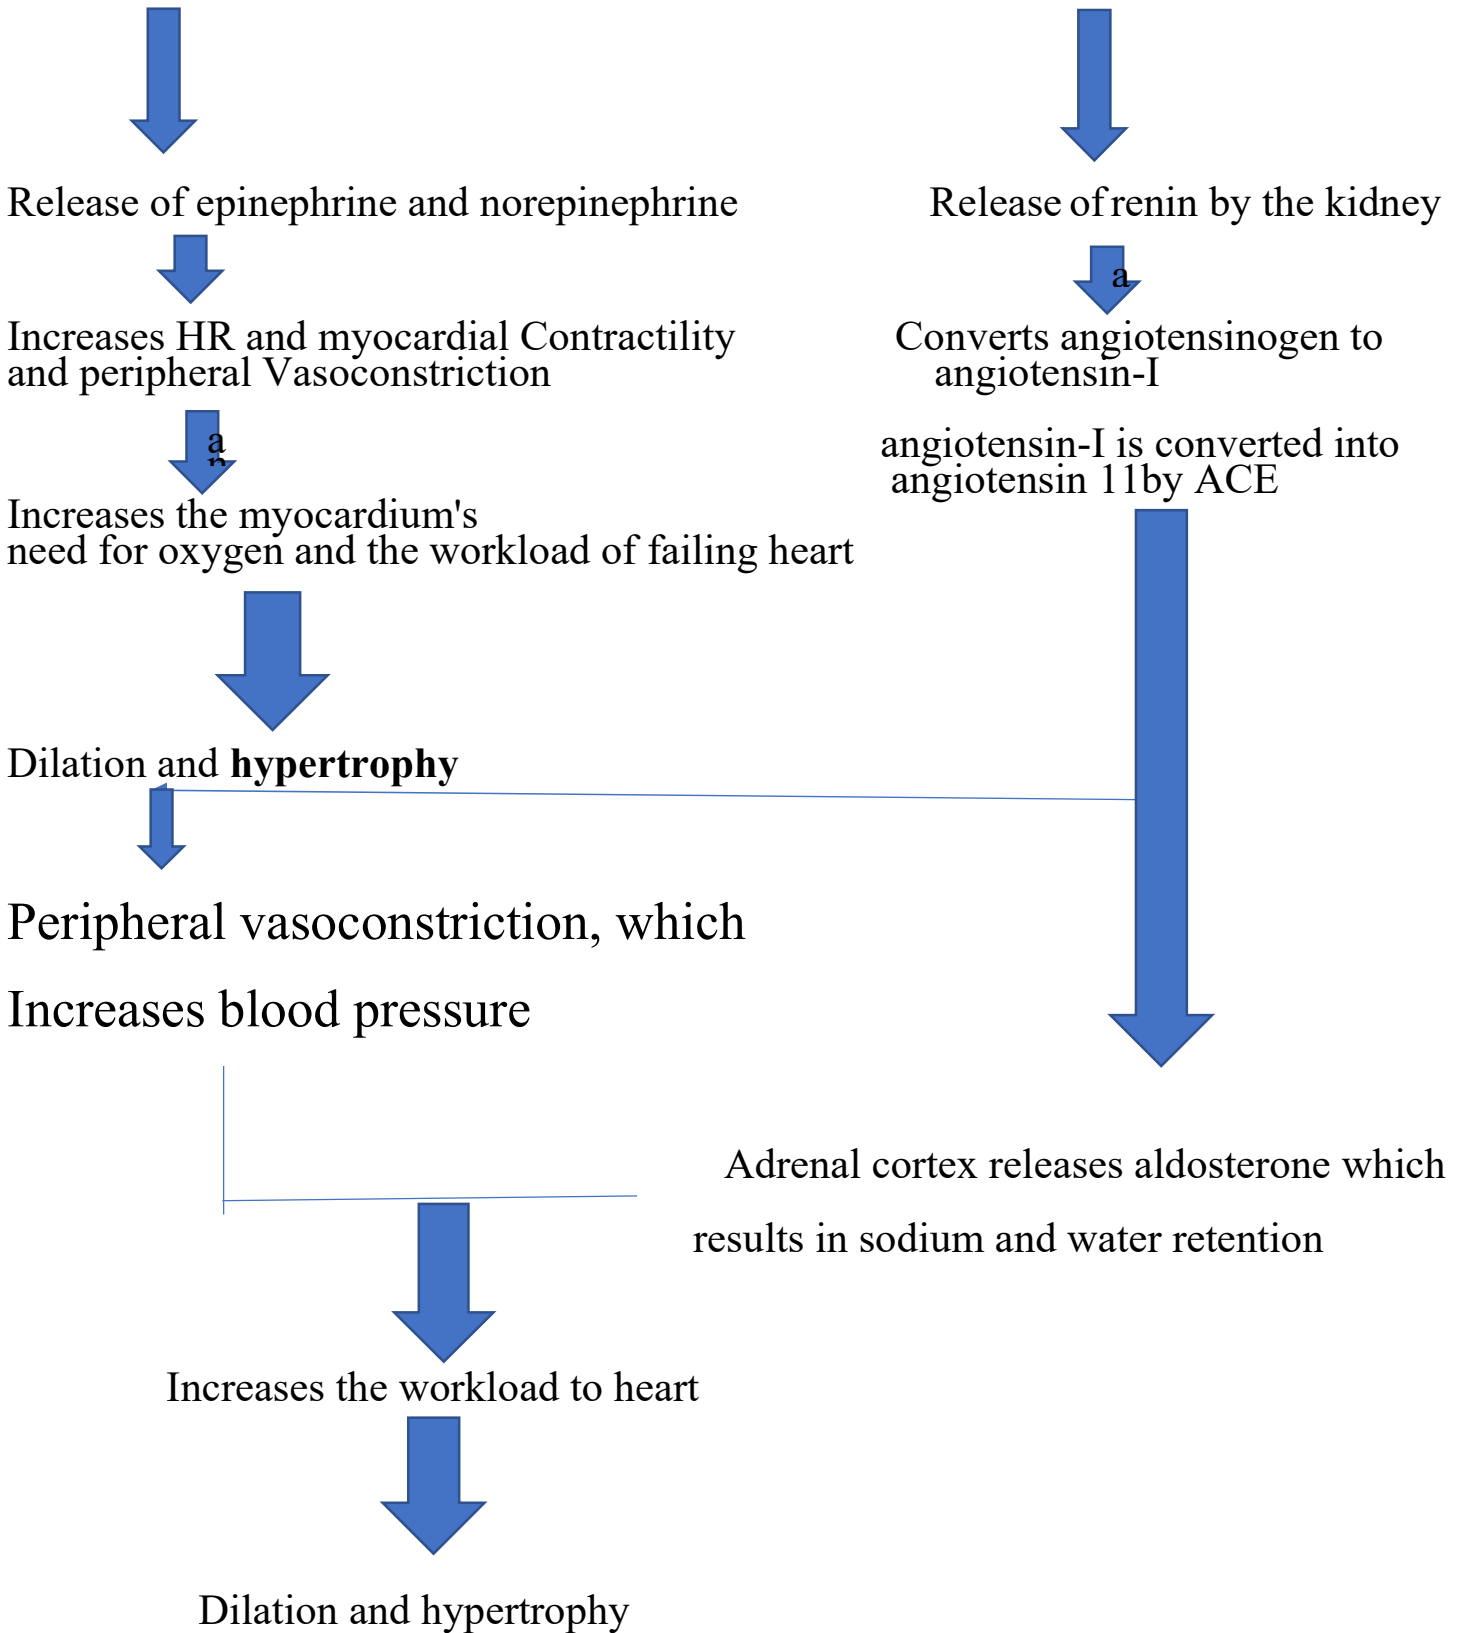 Release of epinephrine and norepinephrine
Increases HR and myocardial Contractility
and peripheral Vasoconstriction
a
Increases the myocardium's
need for oxygen and the workload of failing heart
Dilation and hypertrophy
Peripheral vasoconstriction, which
Increases blood pressure
Release of renin by the kidney
a
Converts angiotensinogen to
angiotensin-I
angiotensin-I is converted into
angiotensin 11by ACE
Adrenal cortex releases aldosterone which
results in sodium and water retention
Increases the workload to heart
Dilation and hypertrophy